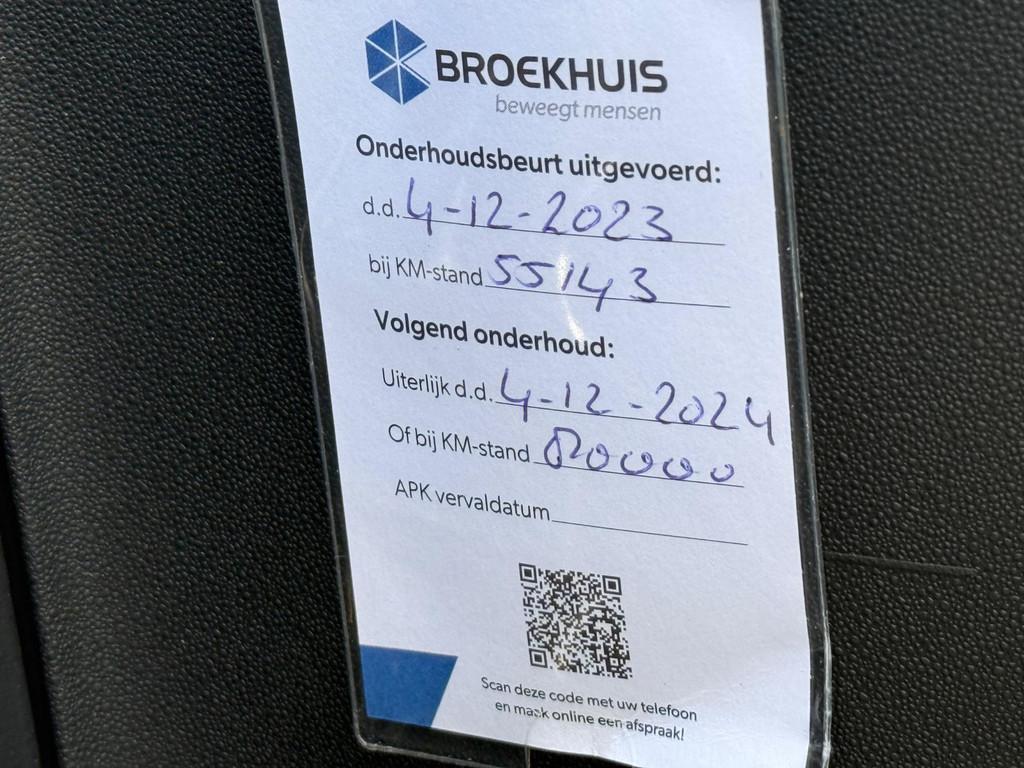 BROEKHUIS
beweegt mensen
Onderhoudsbeurt uitgevoerd:
d.d. 4-12-2023
bij KM-stand 55143
Volgend onderhoud:
Uiterlijk d.d. 4-12-2024
Of bij KM-stand 80000
APK vervaldatum
Scan deze code met uw telefoon
en maak online een afspraak!